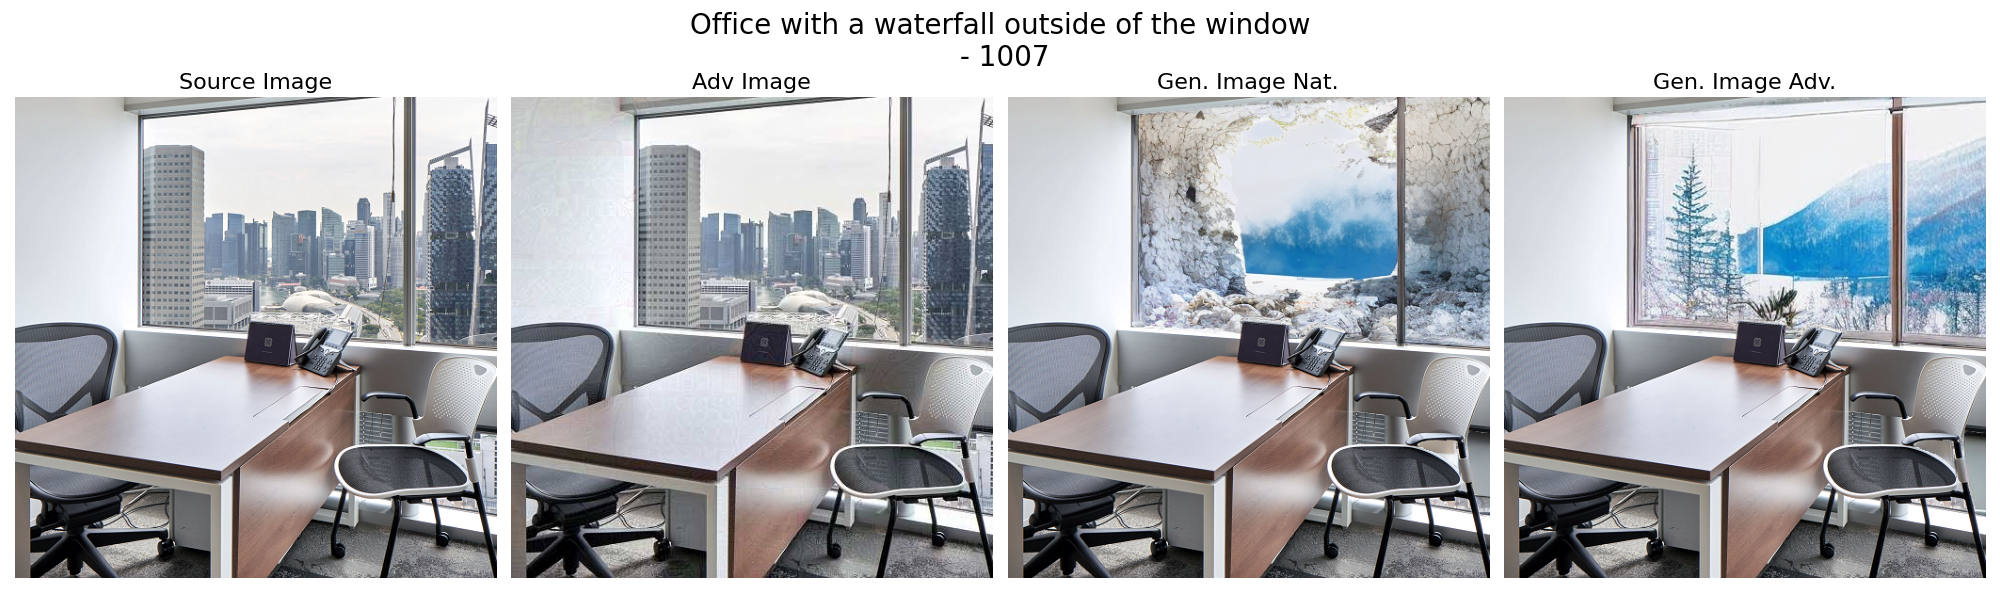 Office with a waterfall outside of the window
- 1007
Source Image
Adv Image
Gen. Image Nat.
Gen. Image Adv.